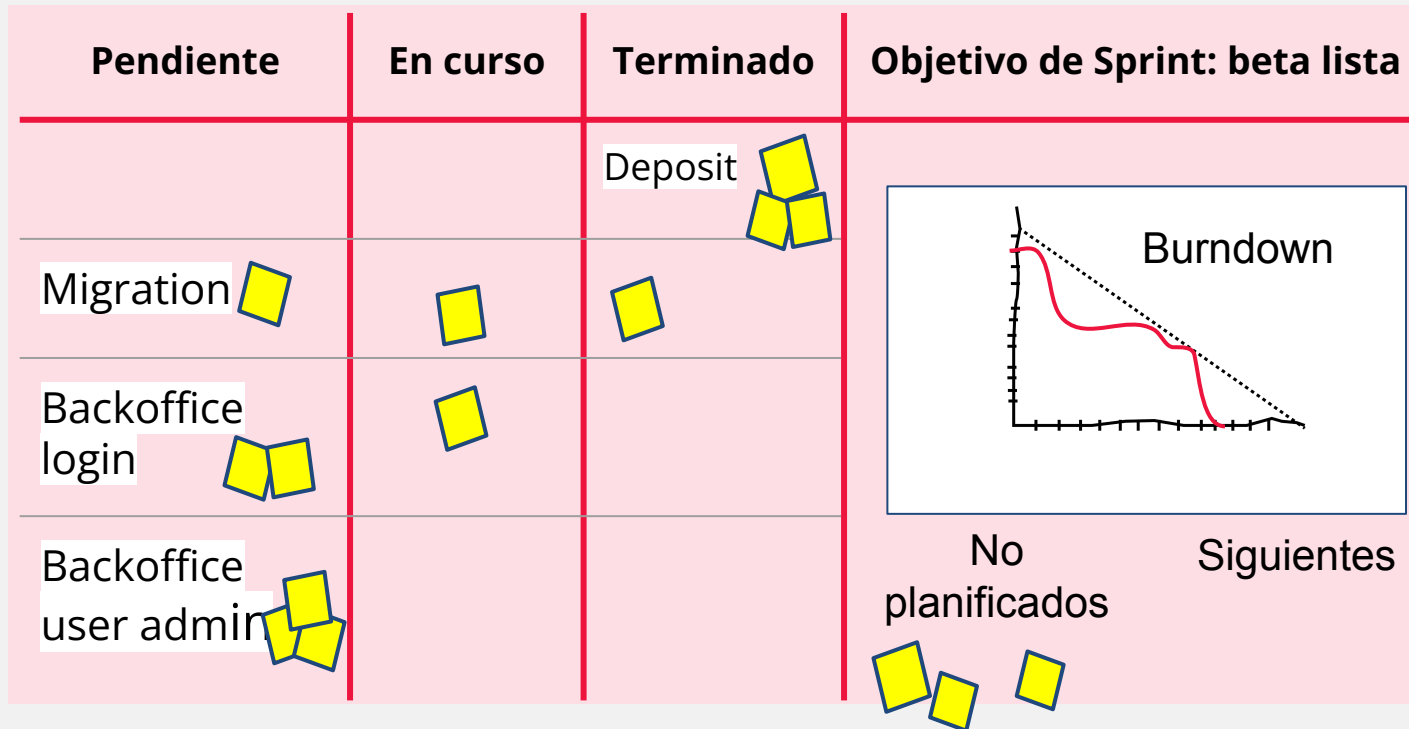 Pendiente
En curso
Terminado
Objetivo de Sprint: beta lista
Deposit
Burndown
Migration
Backoffice
login
Backoffice
user admin
No
planificados
Siguientes